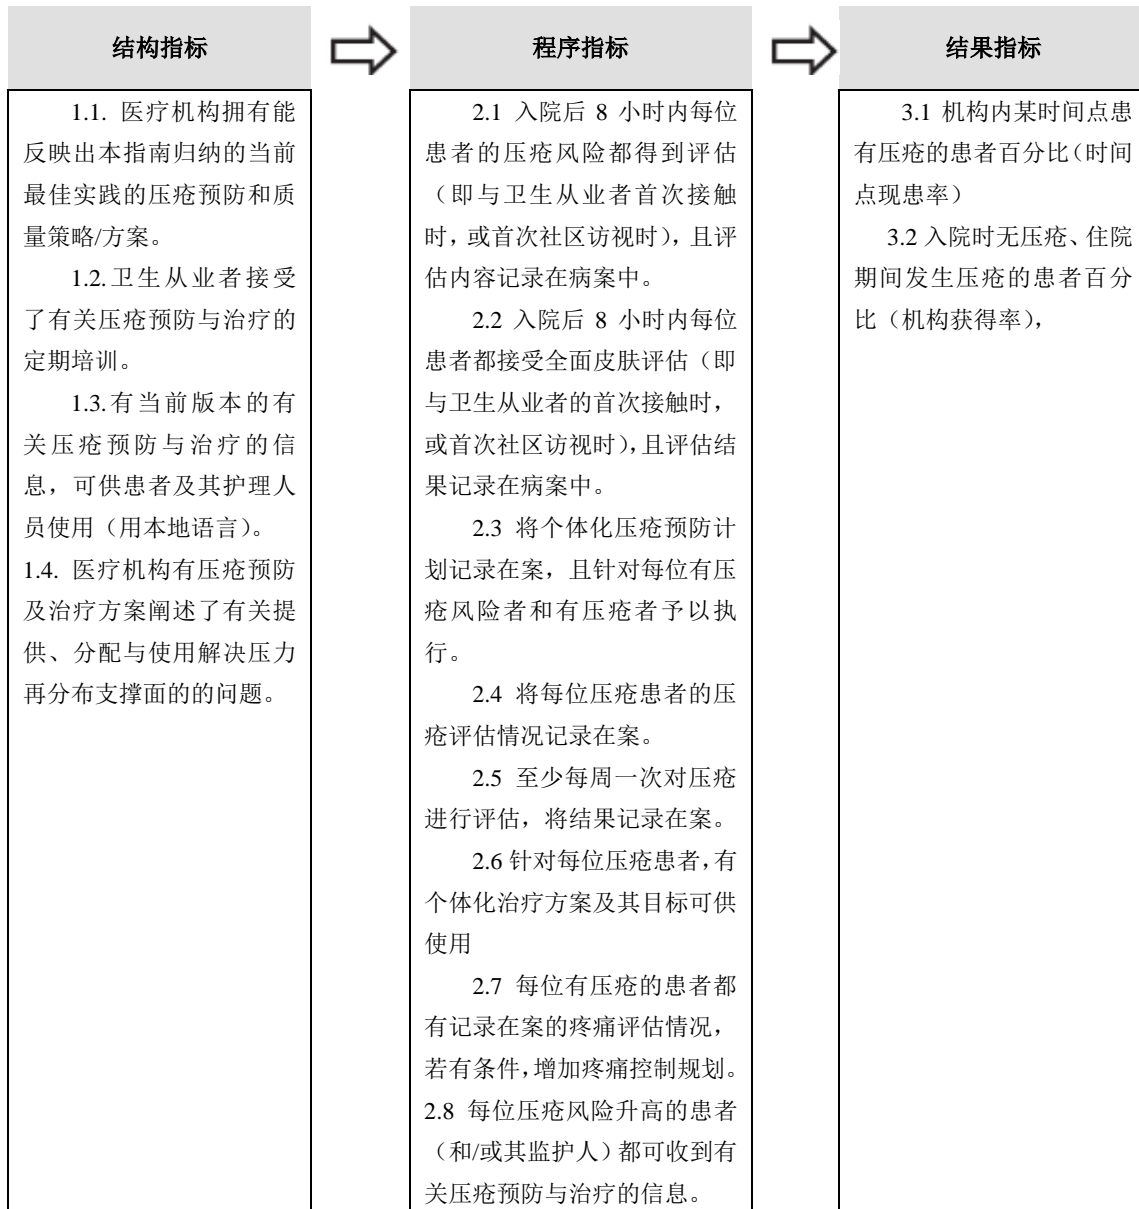 结构指标
1.1. 医疗机构拥有能
反映出本指南归纳的当前
最佳实践的压疮预防和质
量策略/方案。
1.2.卫生从业者接受
了有关压疮预防与治疗的
定期培训。
1.3.有当前版本的有
关压疮预防与治疗的信
息，可供患者及其护理人
员使用（用本地语言）。
1.4. 医疗机构有压疮预防
及治疗方案阐述了有关提
供、分配与使用解决压力
再分布支撑面的的问题。
程序指标
2.1 入院后 8 小时内每位
患者的压疮风险都得到评估
（即与卫生从业者首次接触
时，或首次社区访视时），且评
估内容记录在病案中。
2.2 入院后 8 小时内每位
患者都接受全面皮肤评估（即
与卫生从业者的首次接触时，
或首次社区访视时），且评估结
果记录在病案中。
2.3 将个体化压疮预防计
划记录在案，且针对每位有压
疮风险者和有压疮者予以执
行。
2.4 将每位压疮患者的压
疮评估情况记录在案。
2.5 至少每周一次对压疮
进行评估，将结果记录在案。
2.6 针对每位压疮患者，有
个体化治疗方案及其目标可供
使用
2.7 每位有压疮的患者都
有记录在案的疼痛评估情况，
若有条件，增加疼痛控制规划。
2.8 每位压疮风险升高的患者
（和/或其监护人）都可收到有
关压疮预防与治疗的信息。
结果指标
3.1 机构内某时间点患
有压疮的患者百分比（时间
点现患率）
3.2 入院时无压疮、住院
期间发生压疮的患者百分
比（机构获得率），